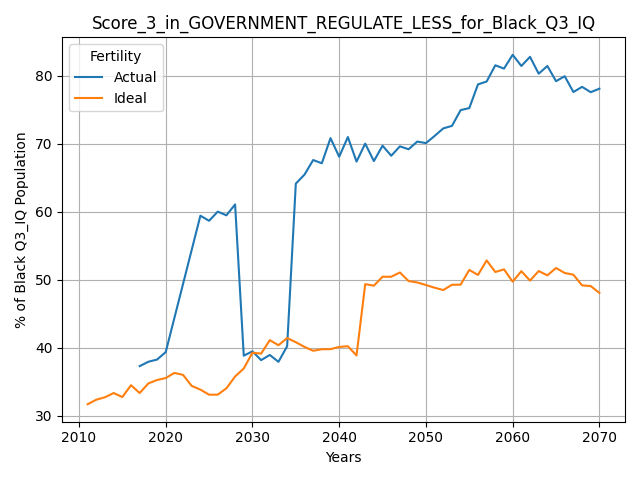 Score_3_in_GOVERNMENT_REGULATE_LESS_for_Black_Q3_IQ
Fertility
Actual
Ideal
% of Black Q3_IQ Population
80
70
60
50
40
30
2010 2020 2030 2040 2050 2060 2070
Years